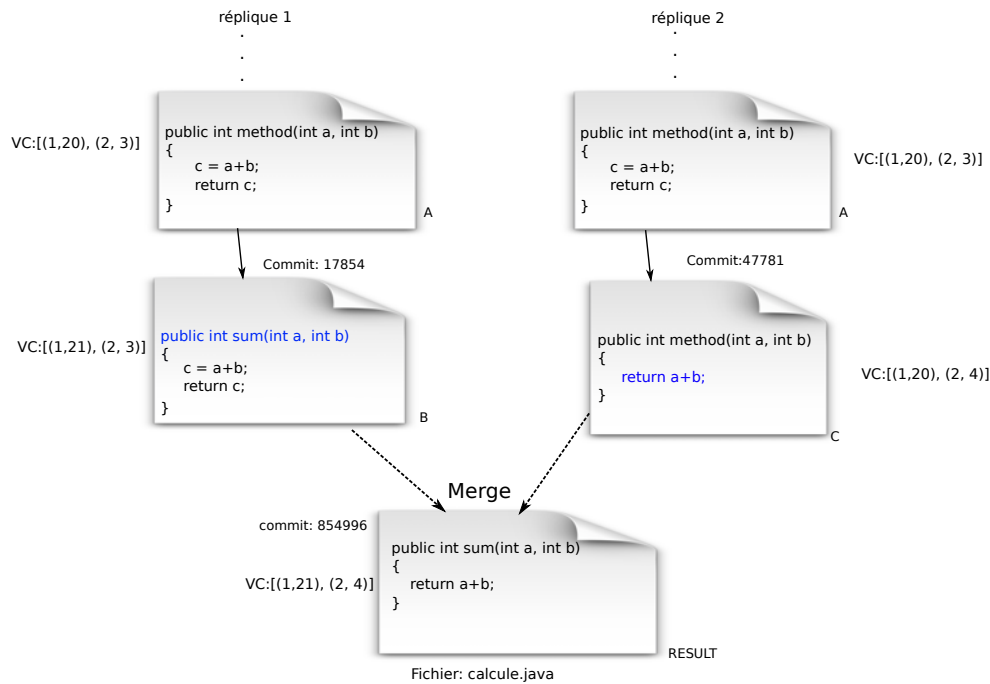 réplique 1
.
.
.
VC:[(1,20), (2, 3)]
public int method(int a, int b)
{
c = a+b;
return c;
}
A
Commit: 17854
VC:[(1,21), (2, 3)]
public int sum(int a, int b)
{
c = a+b;
return c;
}
B
réplique 2
.
.
.
public int method(int a, int b)
{
c = a+b;
return c;
}
A
VC:[(1,20), (2, 3)]
Commit:47781
public int method(int a, int b)
{
return a+b;
}
C
VC:[(1,20), (2, 4)]
Merge
commit: 854996
VC:[(1,21), (2, 4)]
public int sum(int a, int b)
{
return a+b;
}
RESULT
Fichier: calcule.java